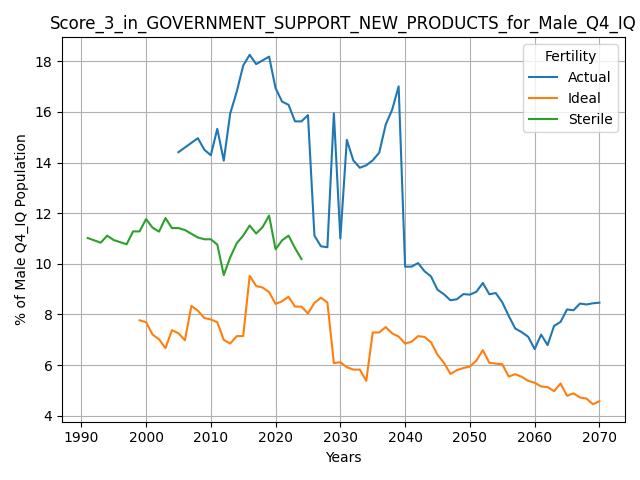 Score_3_in_GOVERNMENT_SUPPORT_NEW_PRODUCTS_for_Male_Q4_IQ
Fertility
Actual
Ideal
Sterile
% of Male Q4_IQ Population
18
16
14
12
10
8
6
4
1990 2000 2010 2020 2030 2040 2050 2060 2070
Years